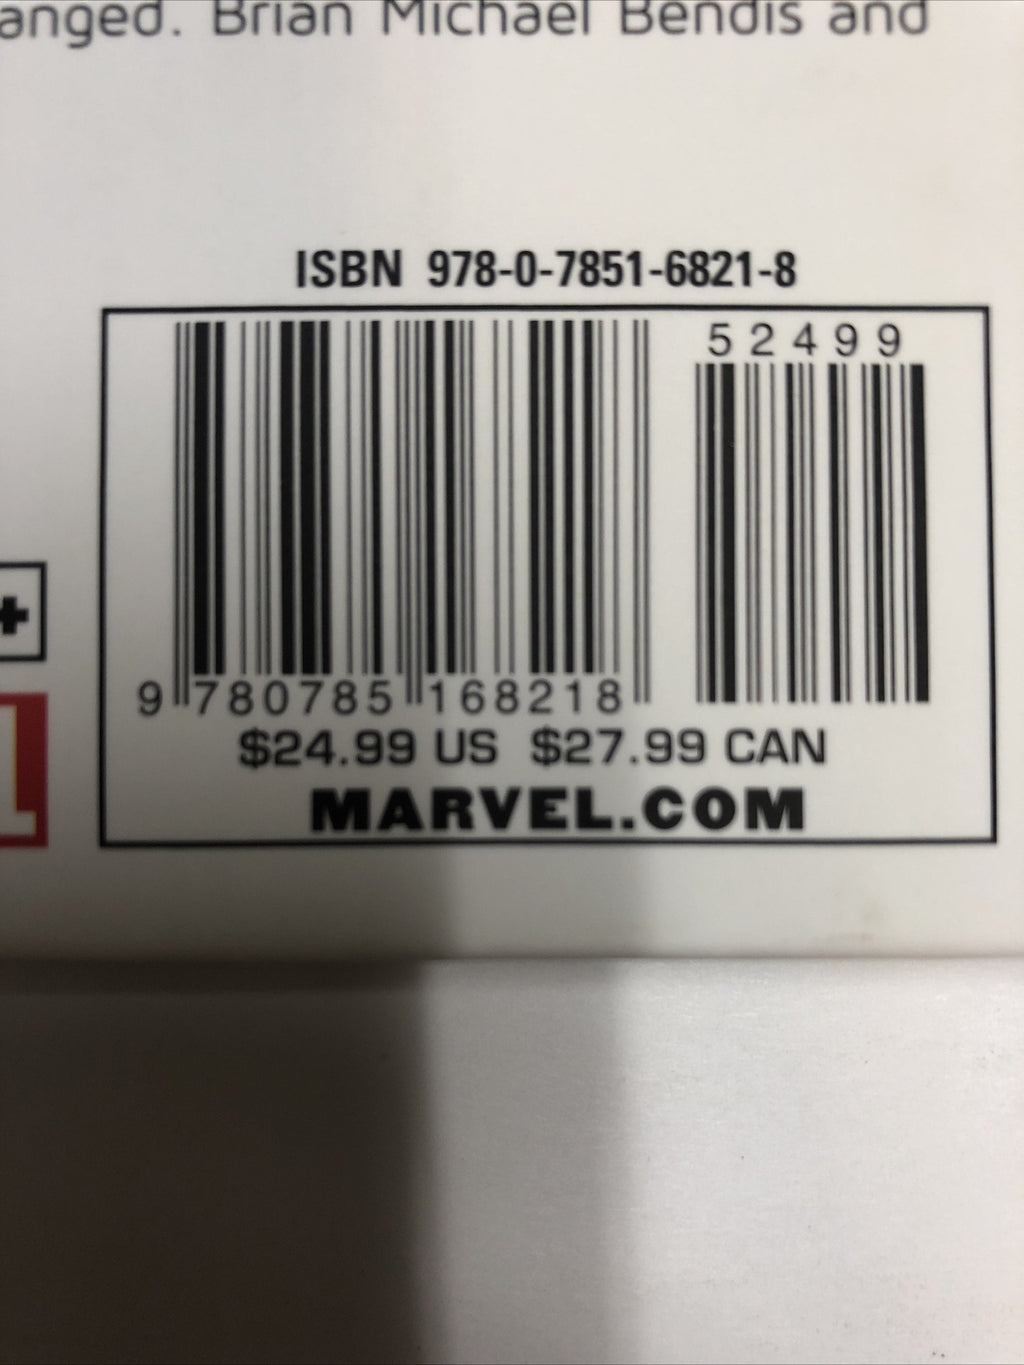 anged. Brian Michael Bendis and
ISBN 978-0-7851-6821-8
52499
9 780785 168218
$24.99 US $27.99 CAN
MARVEL.COM
+